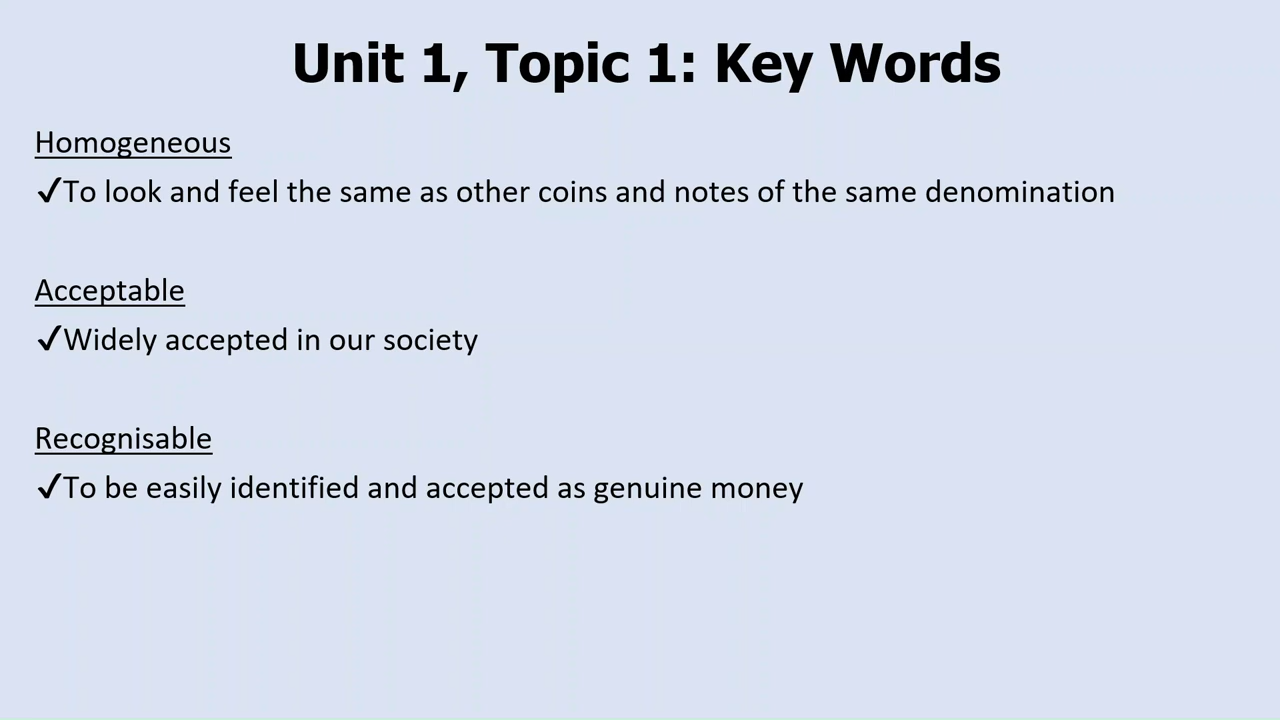 Unit 1, Topic 1: Key Words
Homogeneous
✓To look and feel the same as other coins and notes of the same denomination
Acceptable
✓Widely accepted in our society
Recognisable
✓To be easily identified and accepted as genuine money